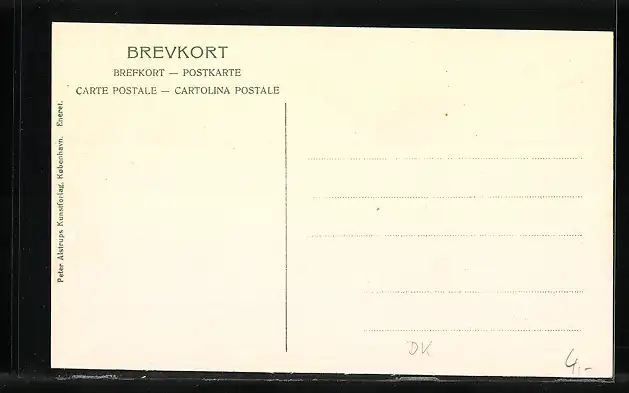 BREVKORT
BREFKORT — POSTKARTE
CARTE POSTALE — CARTOLINA POSTALE
Peter Alstrups Kunstforlag, København. Eneret.
DK
4,-